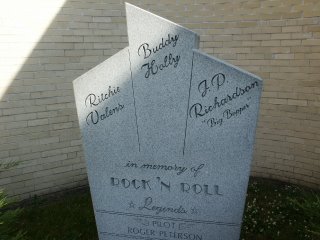 Buddy
Holly
Ritchie
Valens
J.P.
Richardson
"Big Bopper"
in memory of
ROCK 'N ROLL
Legends
PILOT
ROGER PETERSON